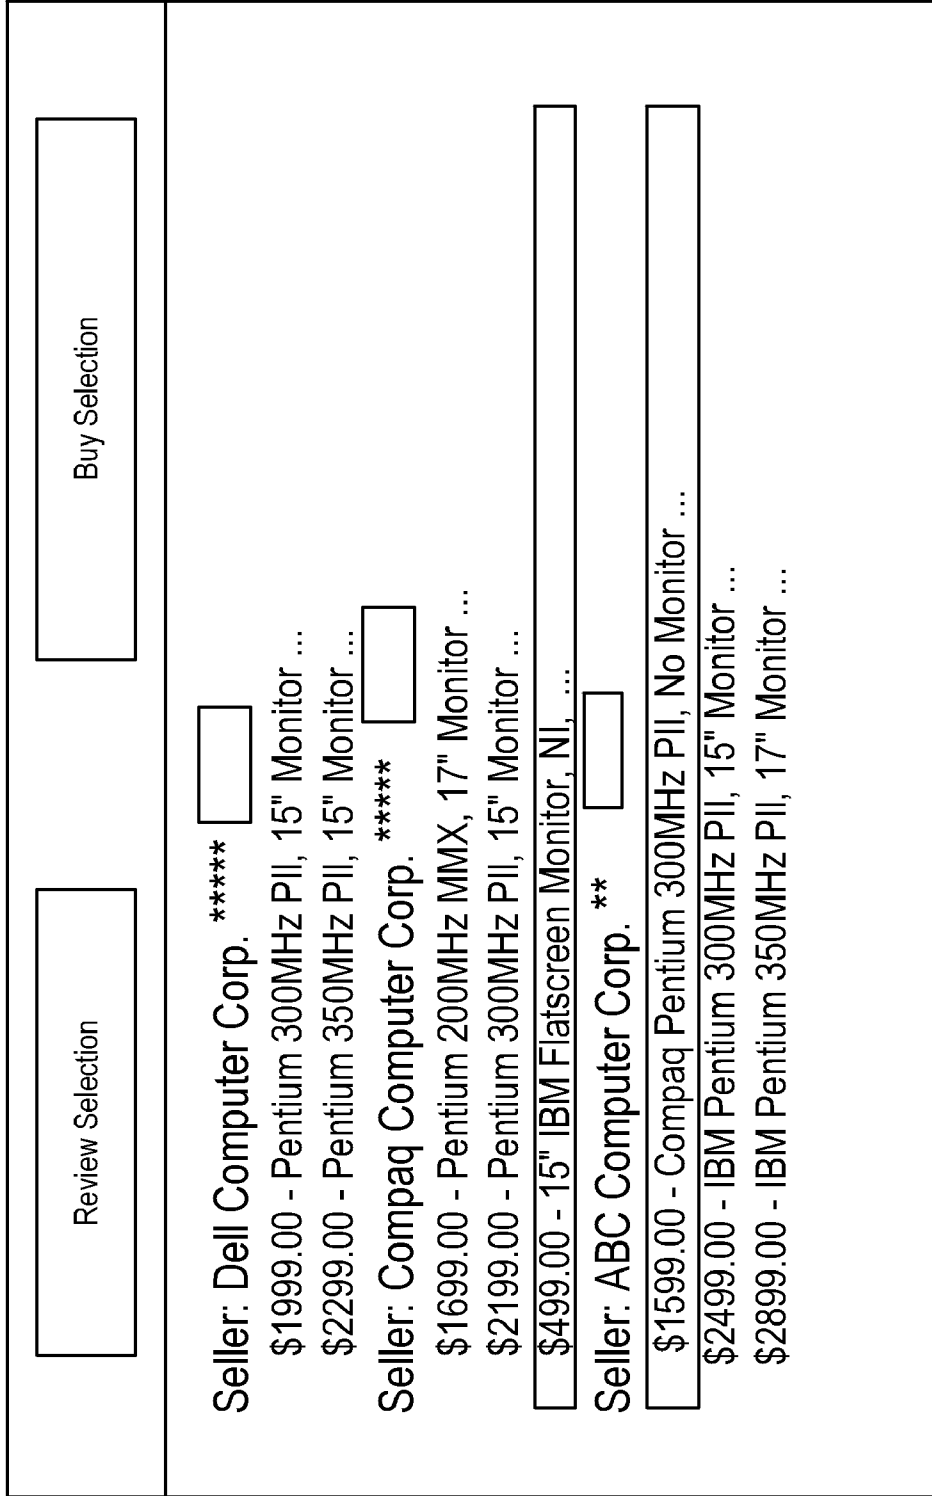 Review Selection
Buy Selection
Seller: Dell Computer Corp. *****
$1999.00 - Pentium 300MHz PII, 15" Monitor ...
$2299.00 - Pentium 350MHz PII, 15" Monitor ...
Seller: Compaq Computer Corp. *****
$1699.00 - Pentium 200MHz MMX, 17" Monitor ...
$2199.00 - Pentium 300MHz PII, 15" Monitor ...
$499.00 - 15" IBM Flatscreen Monitor, NI, ...
Seller: ABC Computer Corp. **
$1599.00 - Compaq Pentium 300MHz PII, No Monitor ...
$2499.00 - IBM Pentium 300MHz PII, 15" Monitor ...
$2899.00 - IBM Pentium 350MHz PII, 17" Monitor ...